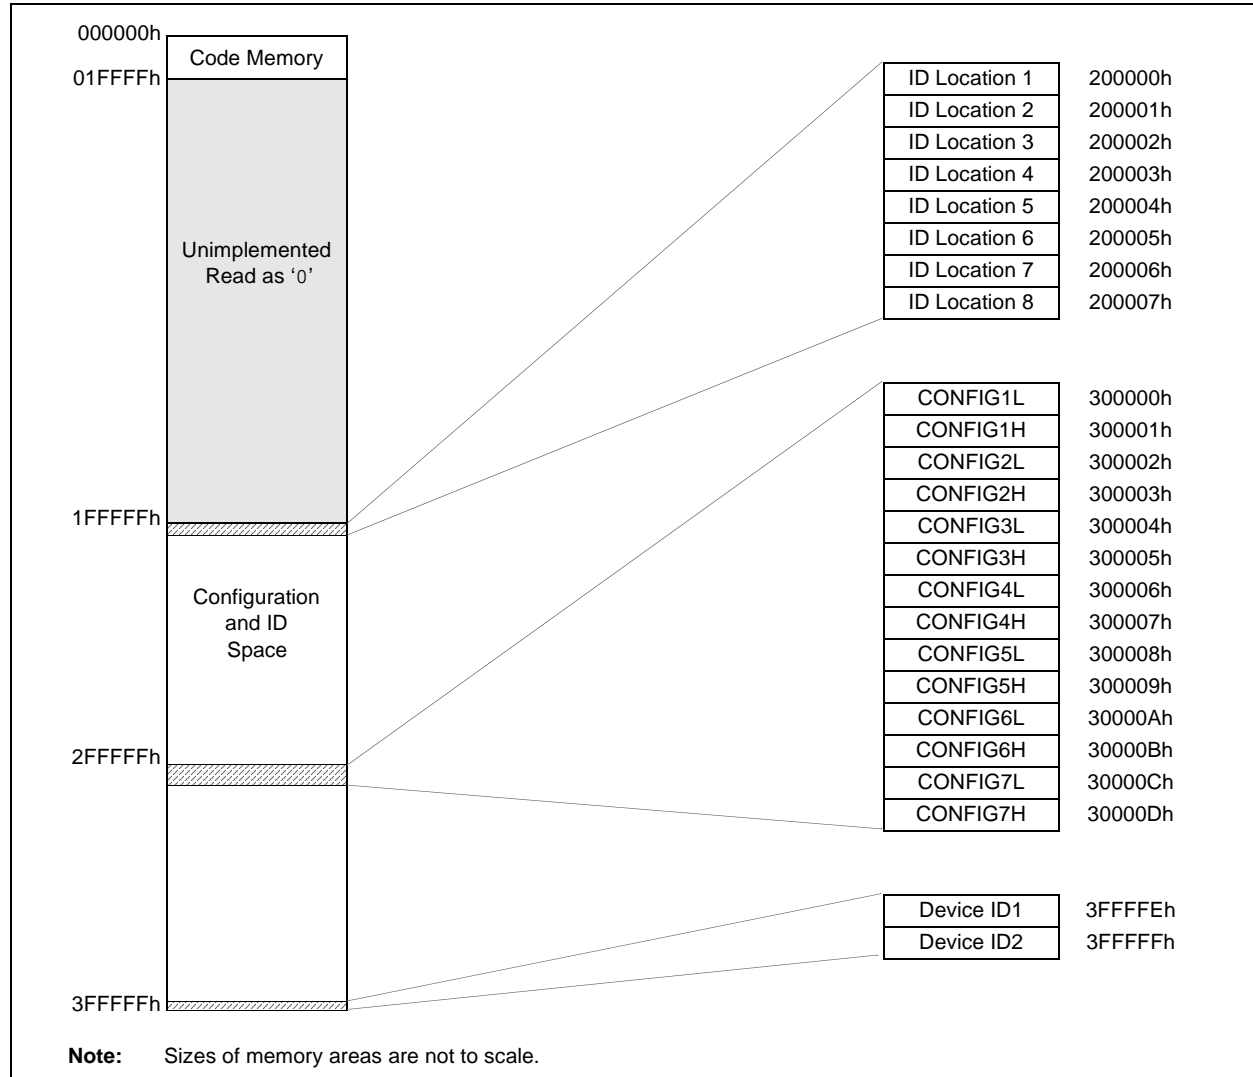 000000h
Code Memory
01FFFFh
Unimplemented
Read as ‘0’
1FFFFFh
Configuration
and ID
Space
2FFFFFh
3FFFFFh
ID Location 1 200000h
ID Location 2 200001h
ID Location 3 200002h
ID Location 4 200003h
ID Location 5 200004h
ID Location 6 200005h
ID Location 7 200006h
ID Location 8 200007h
CONFIG1L 300000h
CONFIG1H 300001h
CONFIG2L 300002h
CONFIG2H 300003h
CONFIG3L 300004h
CONFIG3H 300005h
CONFIG4L 300006h
CONFIG4H 300007h
CONFIG5L 300008h
CONFIG5H 300009h
CONFIG6L 30000Ah
CONFIG6H 30000Bh
CONFIG7L 30000Ch
CONFIG7H 30000Dh
Device ID1 3FFFFEh
Device ID2 3FFFFFh
Note: Sizes of memory areas are not to scale.